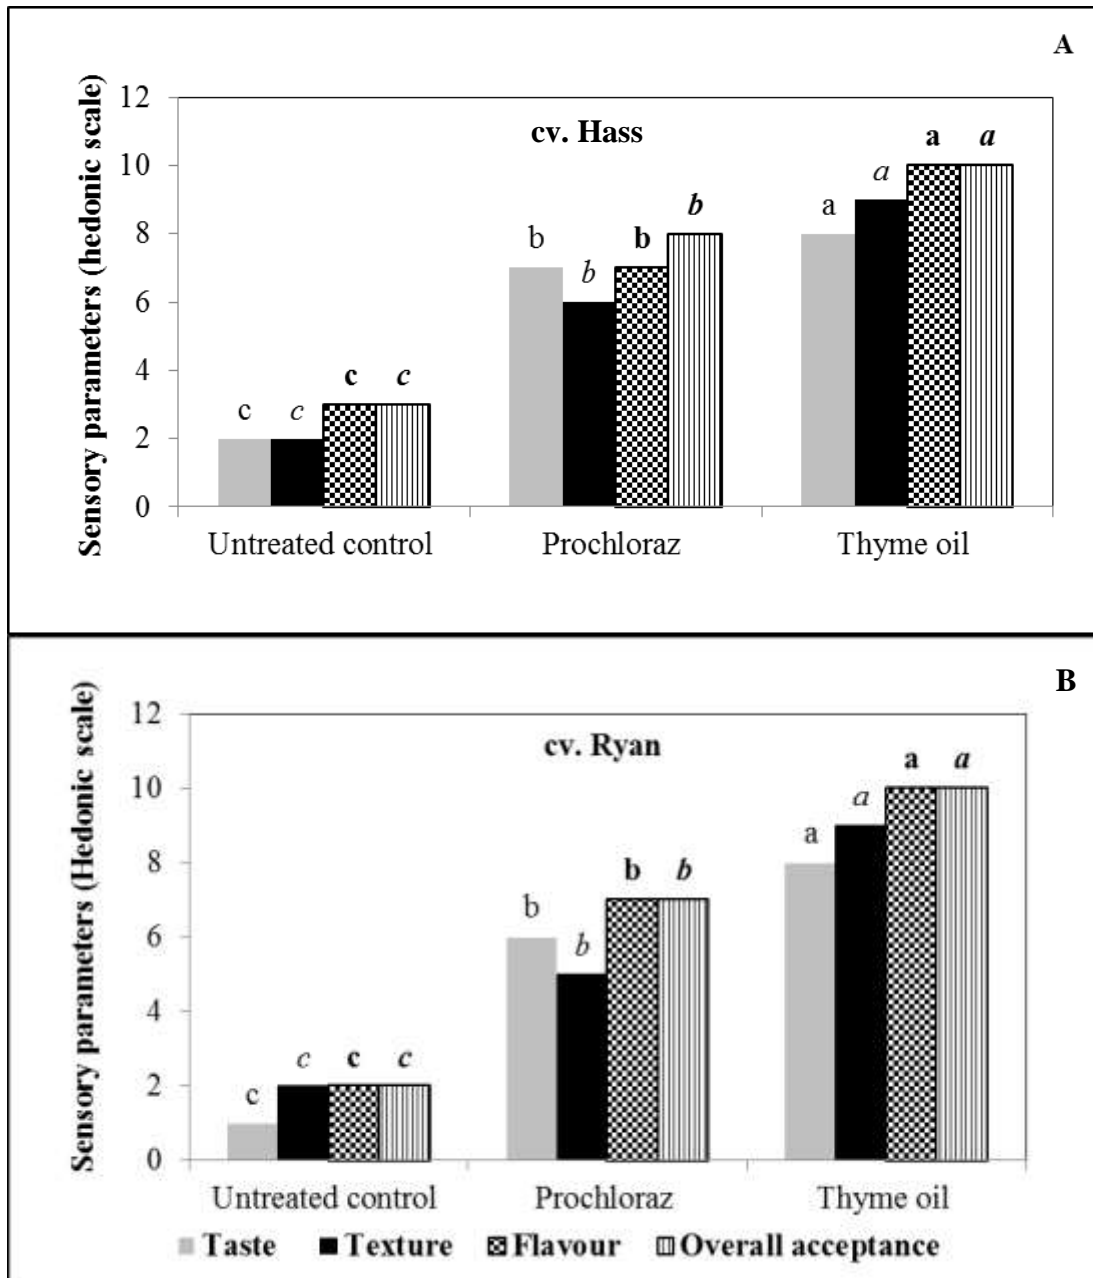 A
Sensory parameters (hedonic scale)
12
10
8
6
4
2
0
cv. Hass
c c c c
b b b b
a a a a
Untreated control Prochloraz Thyme oil
B
Sensory parameters (Hedonic scale)
12
10
8
6
4
2
0
cv. Ryan
c c c c
b b b b
a a a a
Untreated control Prochloraz Thyme oil
Taste Texture Flavour Overall acceptance